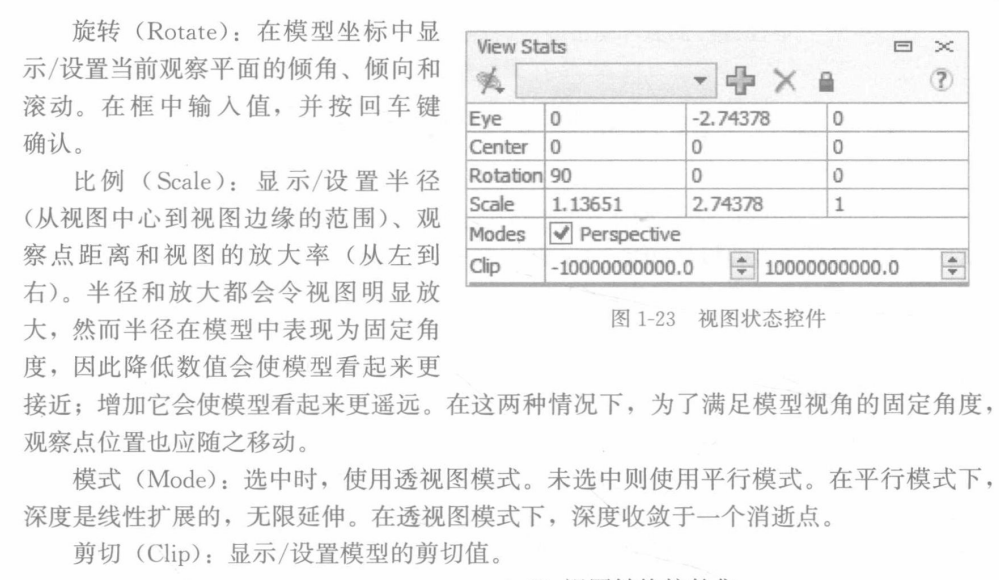 旋转（Rotate）：在模型坐标中显
示/设置当前观察平面的倾角、倾向和
滚动。在框中输入值，并按回车键
确认。
比例（Scale）：显示/设置半径
（从视图中心到视图边缘的范围）、观
察点距离和视图的放大率（从左到
右）。半径和放大都会令视图明显放
大，然而半径在模型中表现为固定角
度，因此降低数值会使模型看起来更
View Stats
Eye 0 -2.74378 0
Center 0 0 0
Rotation 90 0 0
Scale 1.13651 2.74378 1
Modes Perspective
Clip -10000000000.0 10000000000.0
图 1-23 视图状态控件
接近；增加它会使模型看起来更遥远。在这两种情况下，为了满足模型视角的固定角度，
观察点位置也应随之移动。
模式（Mode）：选中时，使用透视图模式。未选中则使用平行模式。在平行模式下，
深度是线性扩展的，无限延伸。在透视图模式下，深度收敛于一个消逝点。
剪切（Clip）：显示/设置模型的剪切值。